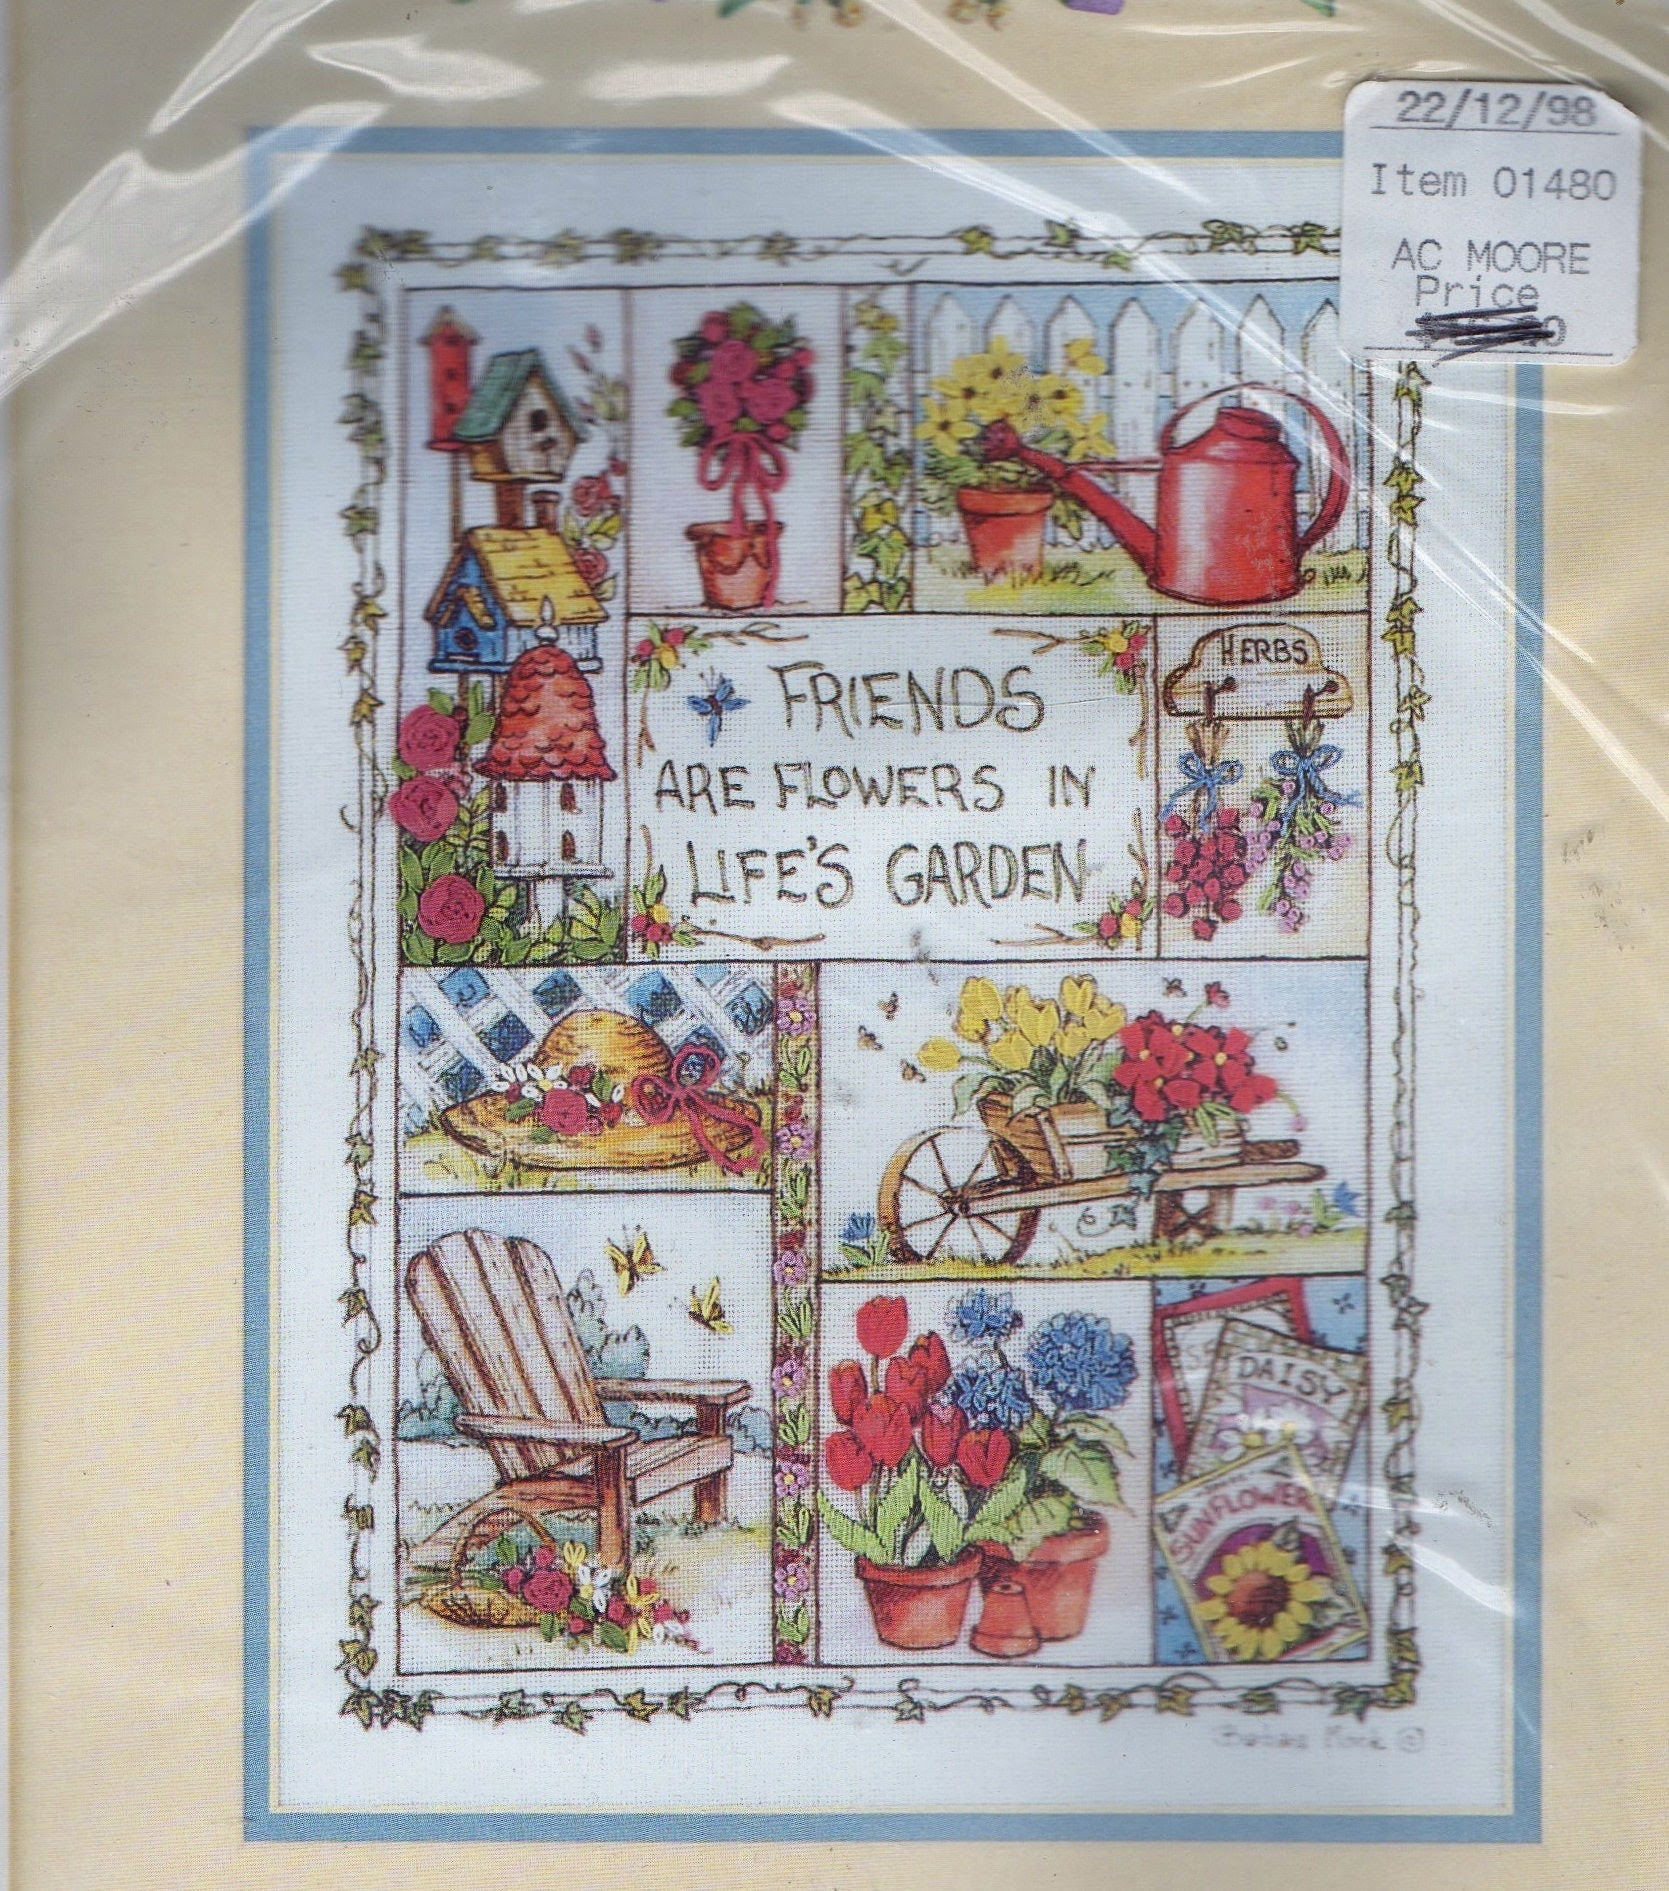 22/12/98
Item 01480
AC MOORE
Price
HERBS
FRIENDS
ARE FLOWERS IN
LIFE'S GARDEN
DAISY
SUNFLOWER